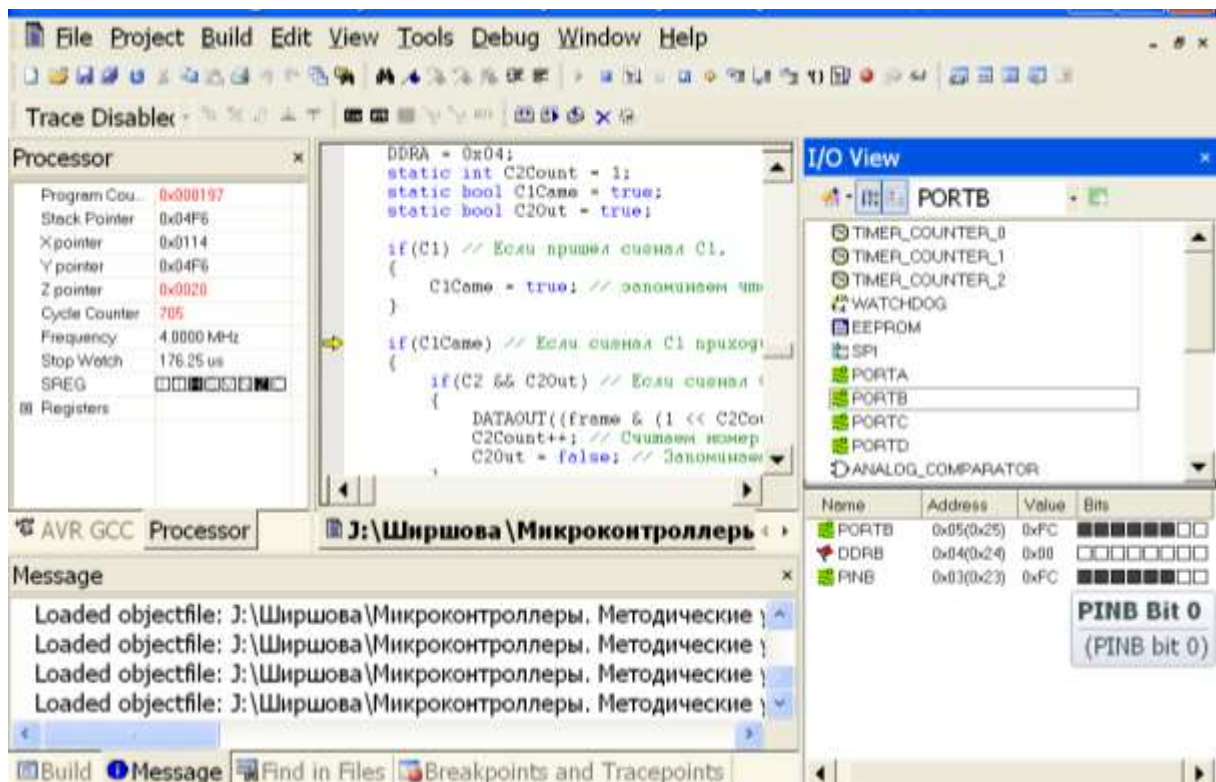 File Project Build Edit View Tools Debug Window Help
Trace Disabled
Processor
Program Cou... 0x000197
Stack Pointer 0x04F6
X pointer 0x0114
Y pointer 0x04F6
Z pointer 0x0020
Cycle Counter 705
Frequency 4.0000 MHz
Stop Watch 176.25 us
SREG
Registers
AVR GCC Processor
DDRA = 0x04;
static int C2Count = 1;
static bool C1Came = true;
static bool C2Out = true;
if(C1) // Если пришел сигнал C1,
{
C1Came = true; // запоминаем что
}
if(C1Came) // Если сигнал C1 приход
{
if(C2 && C2Out) // Если сигнал
{
DATAOUT((frame & (1 << C2Cou
C2Count++; // Считаем номер
C2Out = false; // Запоминаем
J:\Ширшова\Микроконтроллеры
I/O View
PORTB
TIMER_COUNTER_0
TIMER_COUNTER_1
TIMER_COUNTER_2
WATCHDOG
EEPROM
SPI
PORTA
PORTB
PORTC
PORTD
ANALOG_COMPARATOR
Name Address Value Bits
PORTB 0x05(0x25) 0xFC
DDRB 0x04(0x24) 0x00
PINB 0x03(0x23) 0xFC
PINB Bit 0
(PINB bit 0)
Message
Loaded objectfile: J:\Ширшова\Микроконтроллеры. Методические у
Loaded objectfile: J:\Ширшова\Микроконтроллеры. Методические у
Loaded objectfile: J:\Ширшова\Микроконтроллеры. Методические у
Loaded objectfile: J:\Ширшова\Микроконтроллеры. Методические у
Build Message Find in Files Breakpoints and Tracepoints